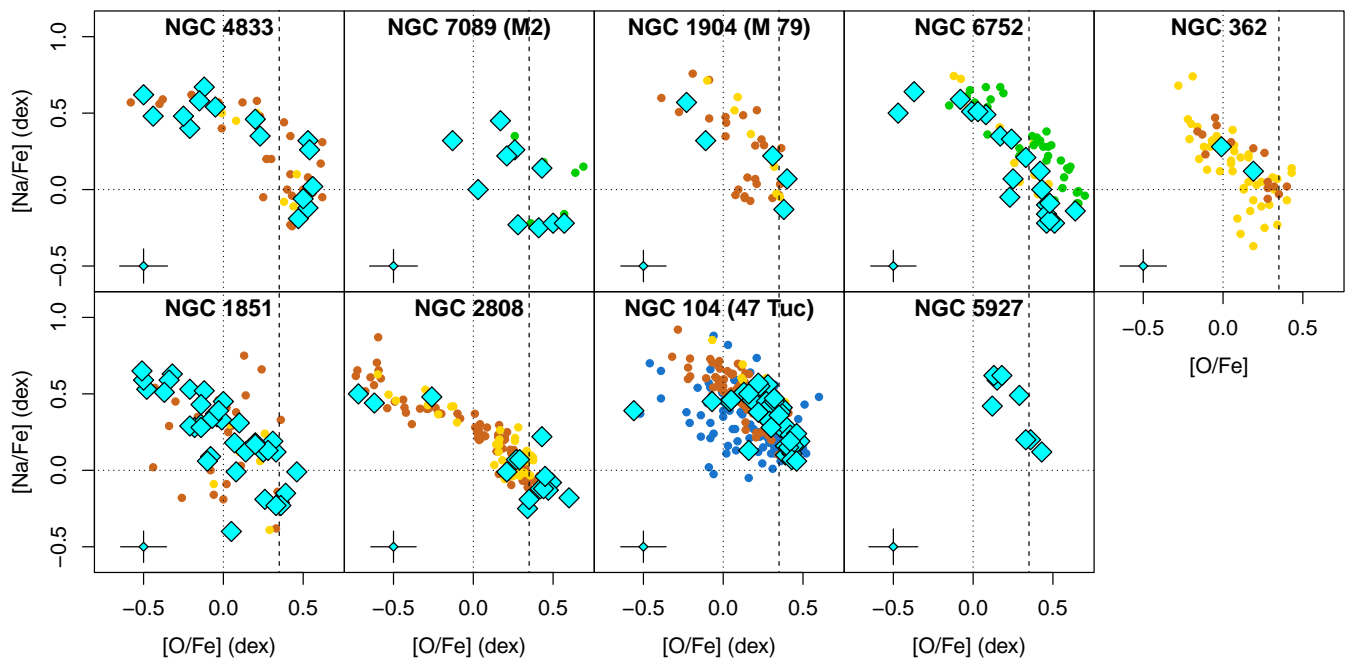 NGC 4833
NGC 7089 (M2)
NGC 1904 (M 79)
NGC 6752
NGC 362
[Na/Fe] (dex)
1.0
0.5
0.0
−0.5
−0.5 0.0 0.5
[O/Fe]
NGC 1851
NGC 2808
NGC 104 (47 Tuc)
NGC 5927
[Na/Fe] (dex)
1.0
0.5
0.0
−0.5
−0.5 0.0 0.5
−0.5 0.0 0.5
−0.5 0.0 0.5
−0.5 0.0 0.5
[O/Fe] (dex)
[O/Fe] (dex)
[O/Fe] (dex)
[O/Fe] (dex)